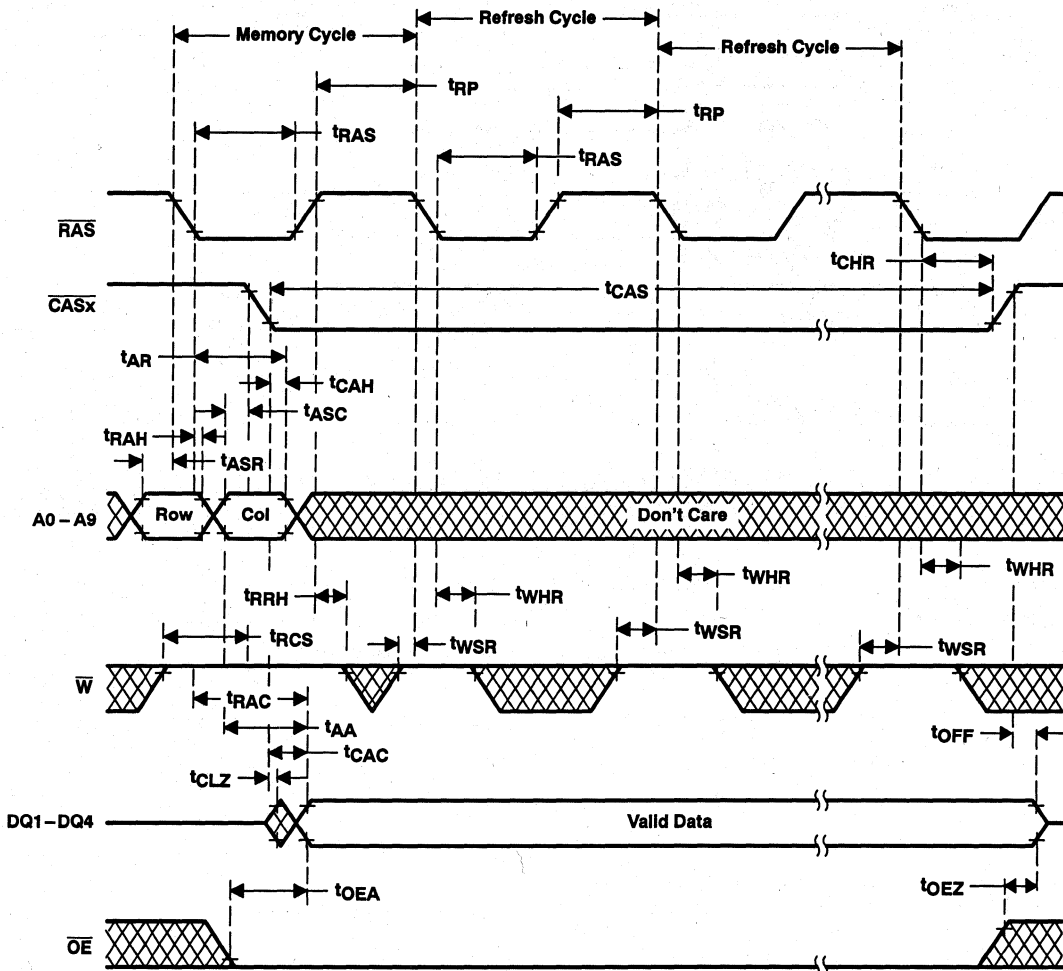 Refresh Cycle
Memory Cycle
Refresh Cycle
tRP
tRP
tRAS
tRAS
RAS
tCHR
CASx
tCAS
tAR
tCAH
tASC
tRAH
tASR
A0–A9
Row
Col
Don't Care
tRRH
tWHR
tWHR
tWHR
tRCS
tWSR
tWSR
tWSR
W
tRAC
tAA
tOFF
tCAC
tCLZ
DQ1–DQ4
Valid Data
tOEA
tOEZ
OE